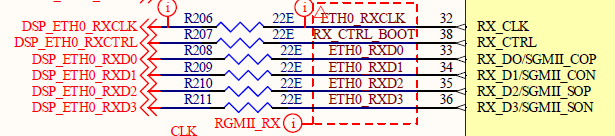 DSP_ETH0_RXCLK R206 22E ETH0_RXCLK 32 RX_CLK
DSP_ETH0_RXCTRL R207 22E RX_CTRL_BOOT 38 RX_CTRL
DSP_ETH0_RXD0 R208 22E ETH0_RXD0 33 RX_DO/SGMII_COP
DSP_ETH0_RXD1 R209 22E ETH0_RXD1 34 RX_D1/SGMII_CON
DSP_ETH0_RXD2 R210 22E ETH0_RXD2 35 RX_D2/SGMII_SOP
DSP_ETH0_RXD3 R211 22E ETH0_RXD3 36 RX_D3/SGMII_SON
RGMII_RX i
CLK
i
i